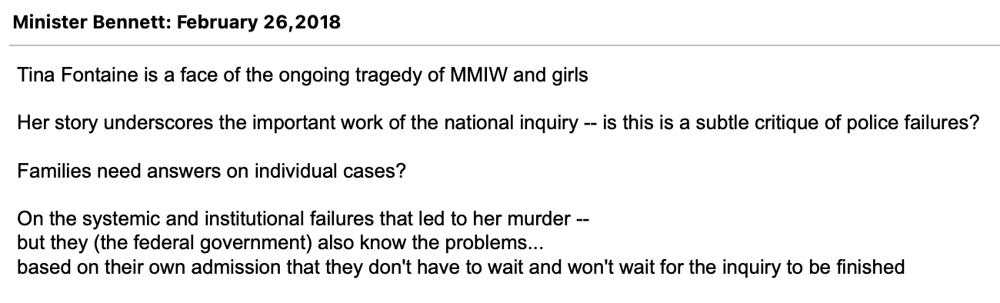 Minister Bennett: February 26,2018
Tina Fontaine is a face of the ongoing tragedy of MMIW and girls
Her story underscores the important work of the national inquiry -- is this is a subtle critique of police failures?
Families need answers on individual cases?
On the systemic and institutional failures that led to her murder --
but they (the federal government) also know the problems...
based on their own admission that they don't have to wait and won't wait for the inquiry to be finished